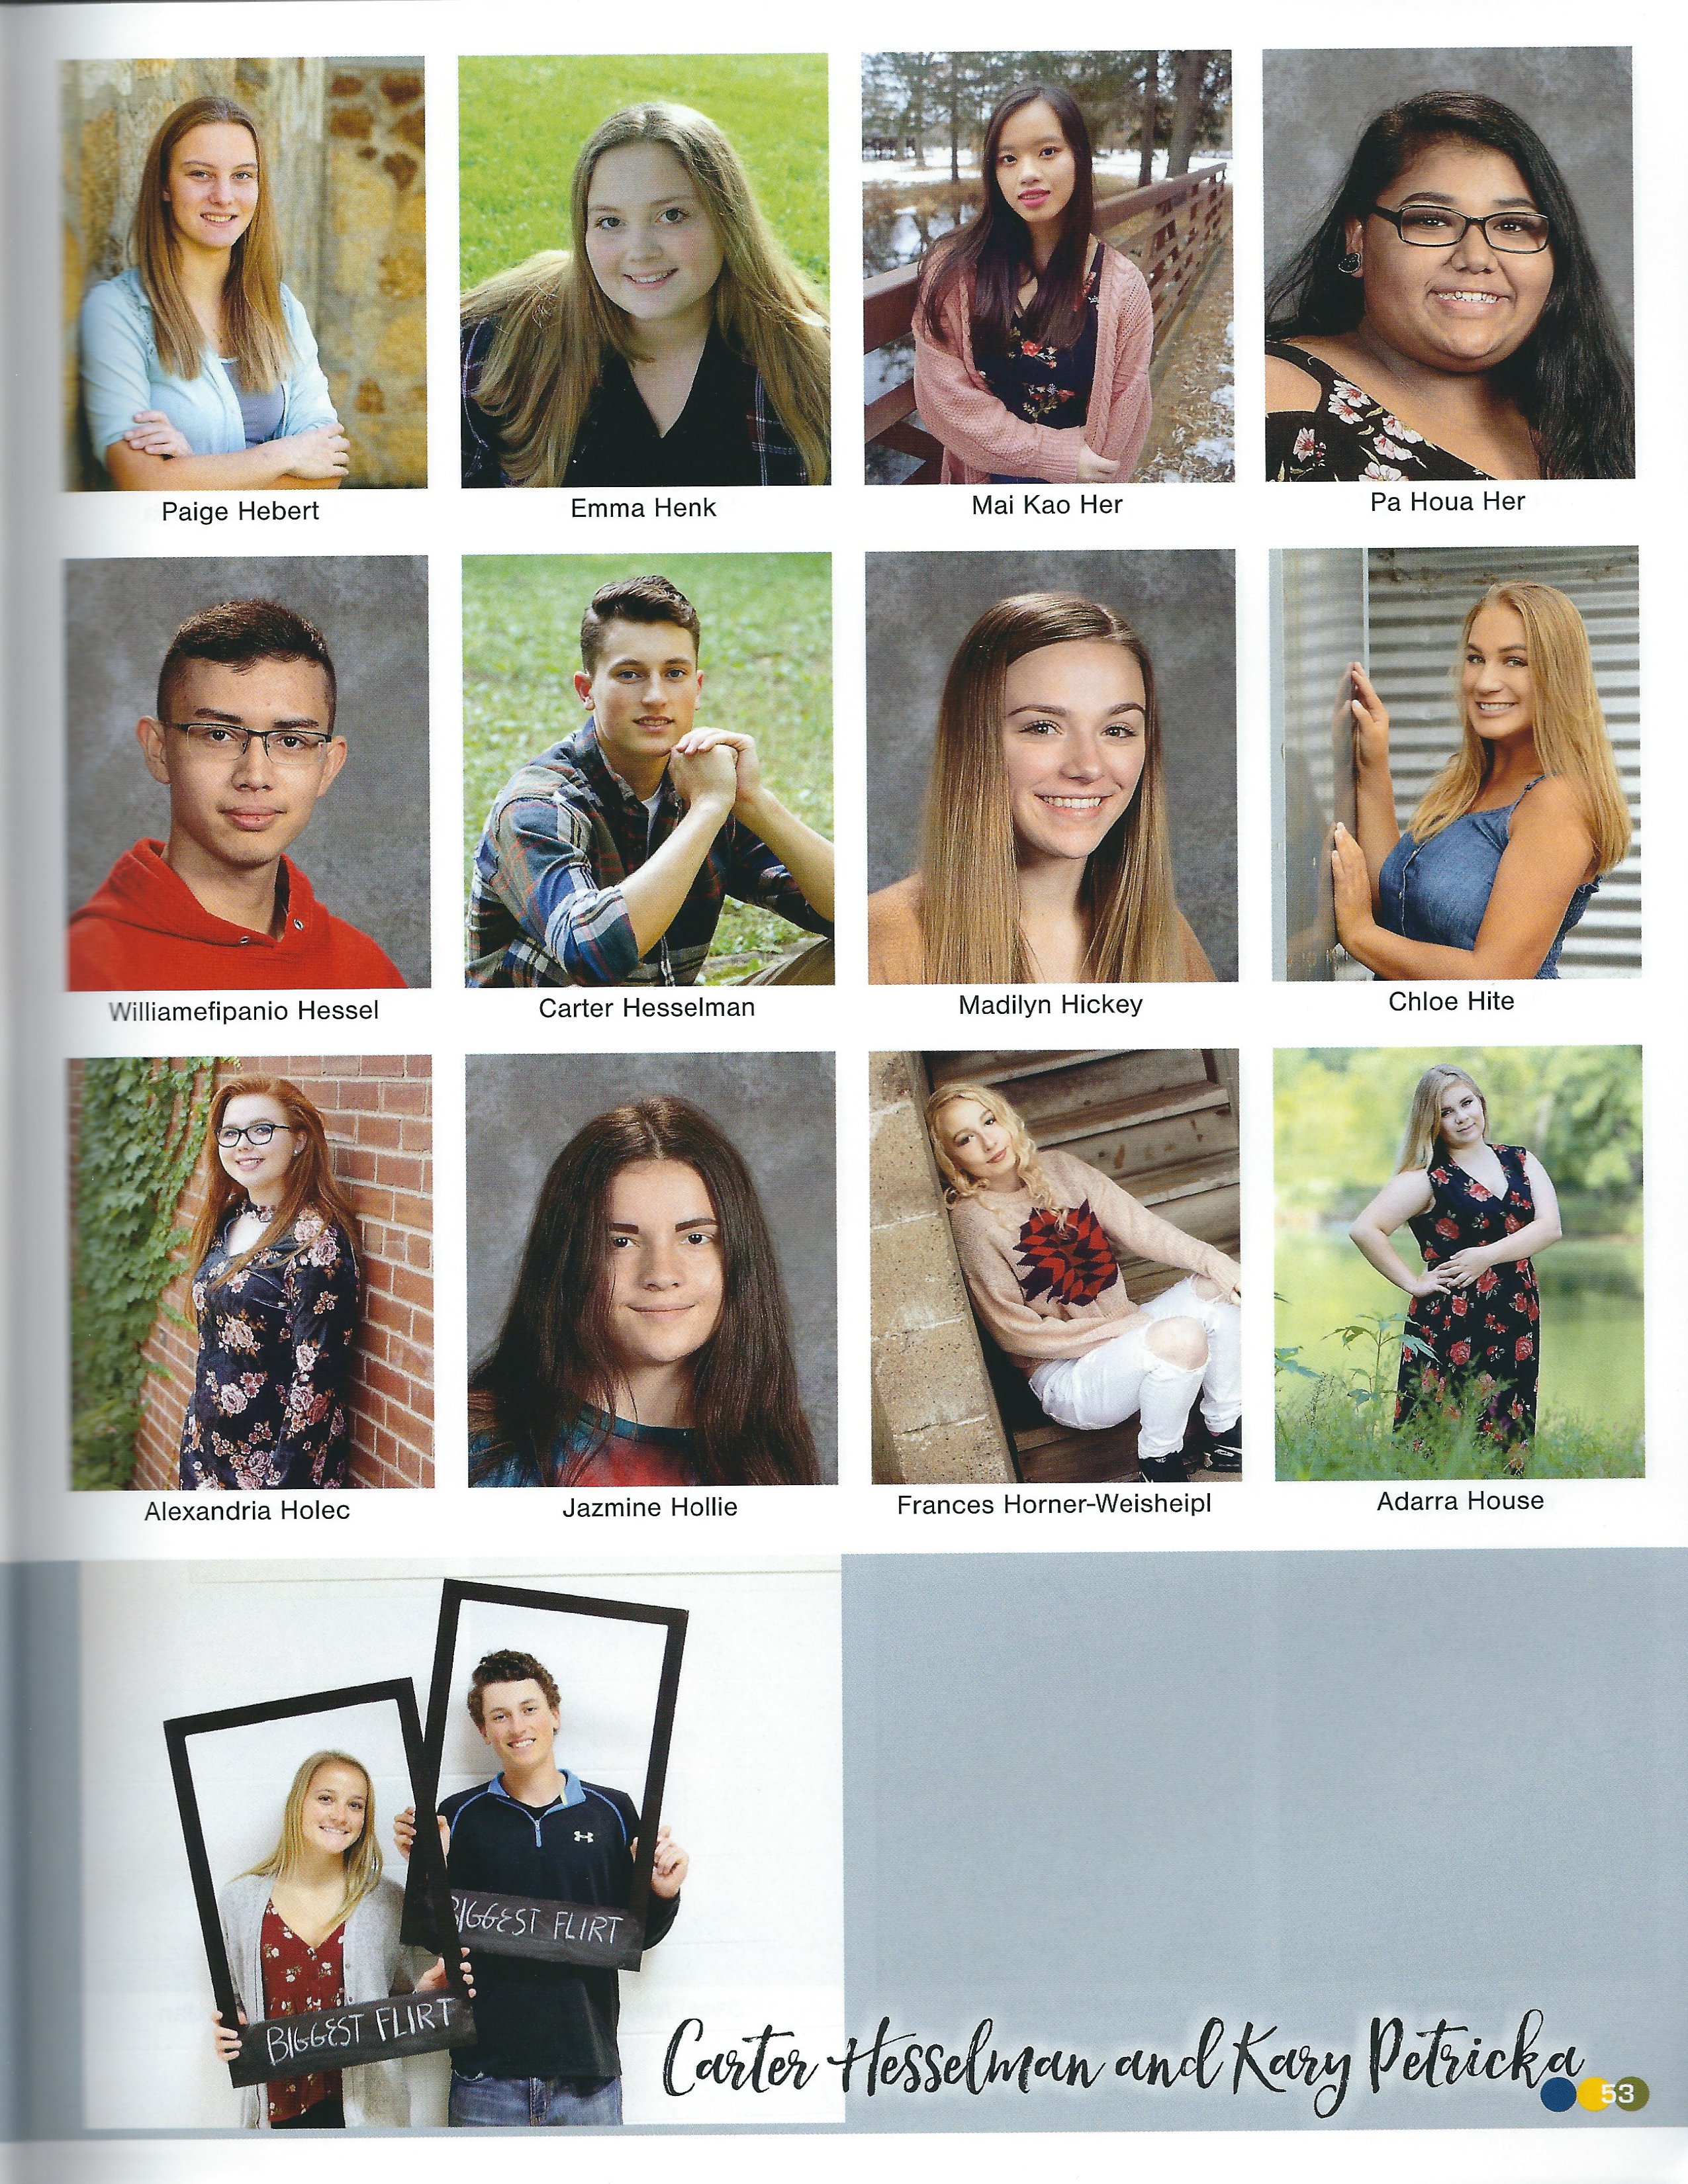 Paige Hebert
Emma Henk
Mai Kao Her
Pa Houa Her
Williamefipanio Hessel
Carter Hesselman
Madilyn Hickey
Chloe Hite
Alexandria Holec
Jazmine Hollie
Frances Horner-Weisheipl
Adarra House
BIGGEST FLIRT
BIGGEST FLIRT
Carter Hesselman and Kary Petricka
53